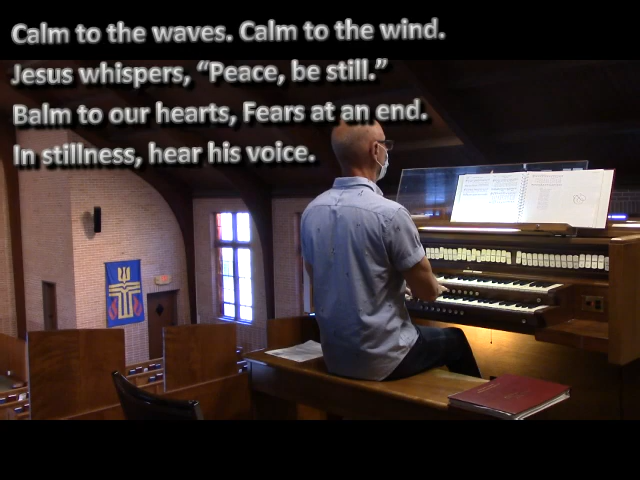 Calm to the waves. Calm to the wind.
Jesus whispers, “Peace, be still.”
Balm to our hearts, Fears at an end.
In stillness, hear his voice.